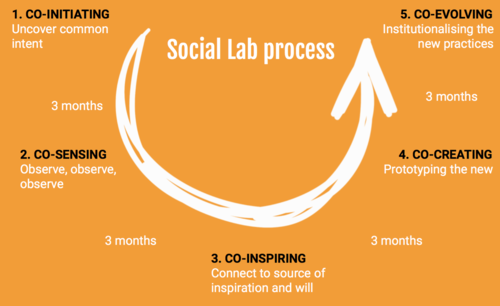 Social Lab process
1. CO-INITIATING
Uncover common
intent
3 months
2. CO-SENSING
Observe, observe,
observe
3 months
3. CO-INSPIRING
Connect to source of
inspiration and will
3 months
4. CO-CREATING
Prototyping the new
3 months
5. CO-EVOLVING
Institutionalising the
new practices